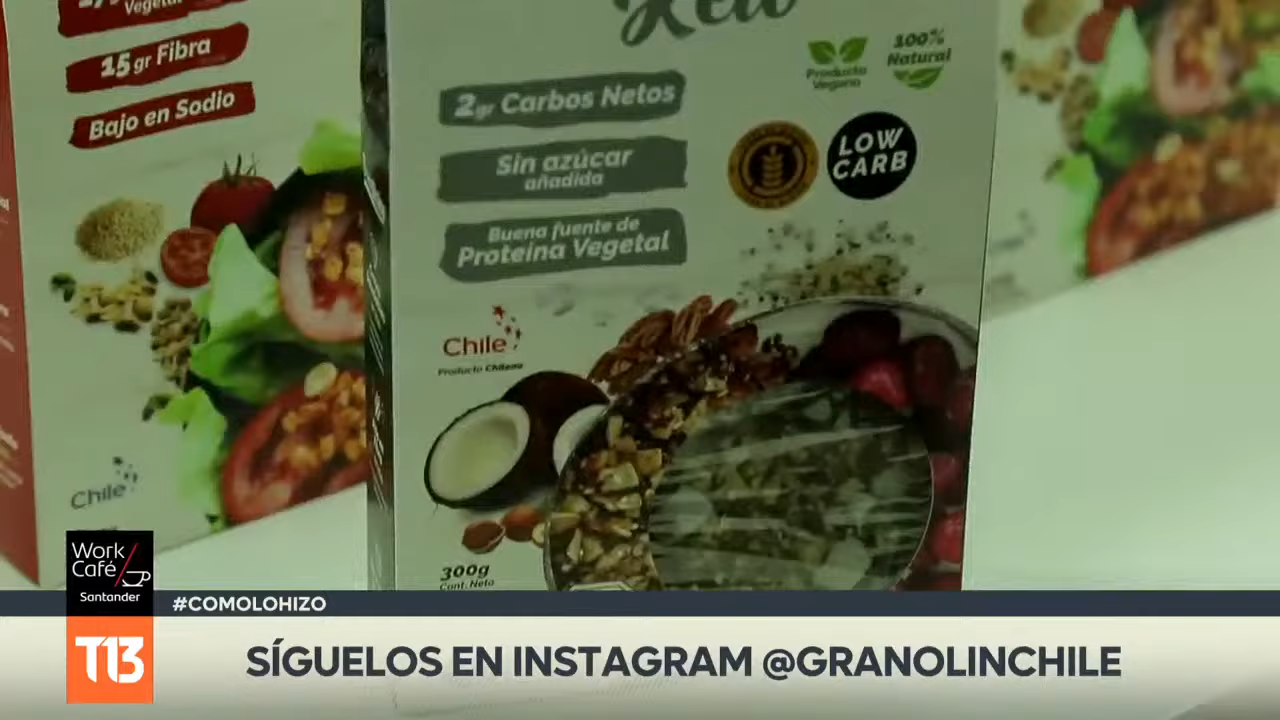 Vegetal
15gr Fibra
Bajo en Sodio
Chile
Keto
2gr Carbos Netos
Sin azúcar
añadida
Buena fuente de
Proteína Vegetal
Producto
Vegano
100%
Natural
LOW
CARB
Chile
Producto Chileno
300g
Cont. Neto
Work
Café
Santander
#COMOLOHIZO
T13
SÍGUELOS EN INSTAGRAM @GRANOLINCHILE